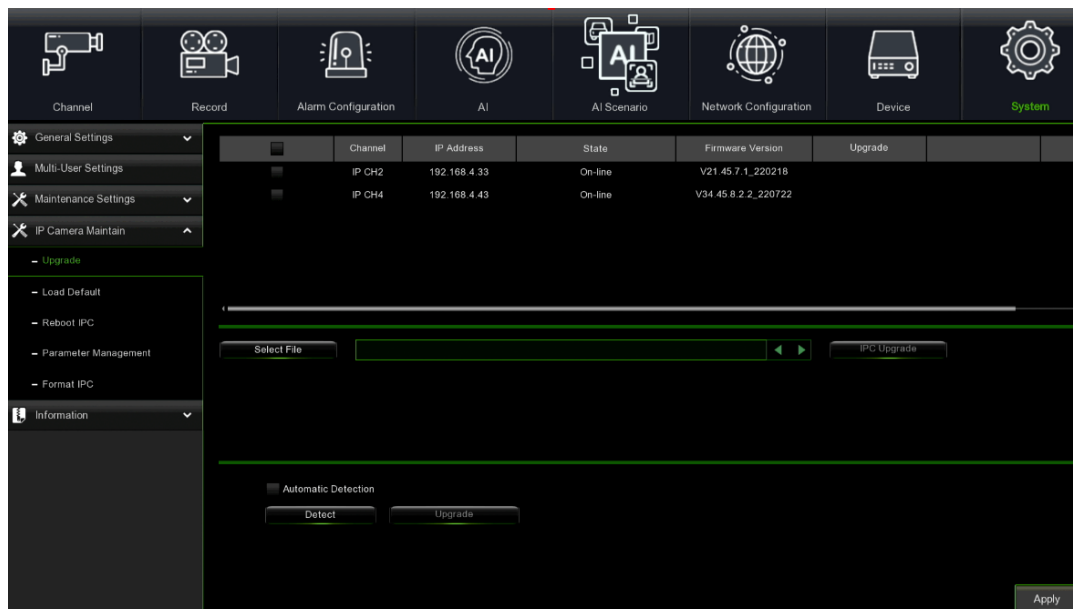 Channel Record Alarm Configuration AI AI Scenario Network Configuration Device System
General Settings
Multi-User Settings
Maintenance Settings
IP Camera Maintain
– Upgrade
– Load Default
– Reboot IPC
– Parameter Management
– Format IPC
Information
Channel IP Address State Firmware Version Upgrade
IP CH2 192.168.4.33 On-line V21.45.7.1_220218
IP CH4 192.168.4.43 On-line V34.45.8.2.2_220722
Select File IPC Upgrade
Automatic Detection
Detect Upgrade
Apply